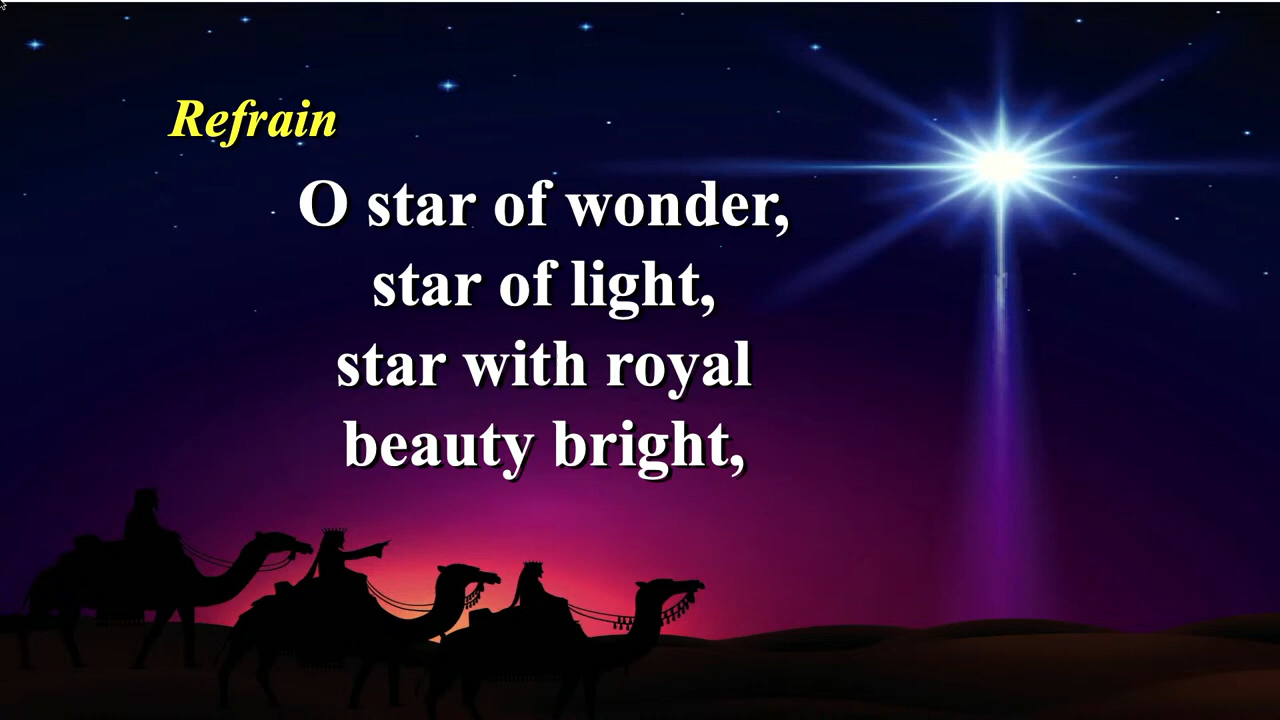 Refrain
O star of wonder,
star of light,
star with royal
beauty bright,